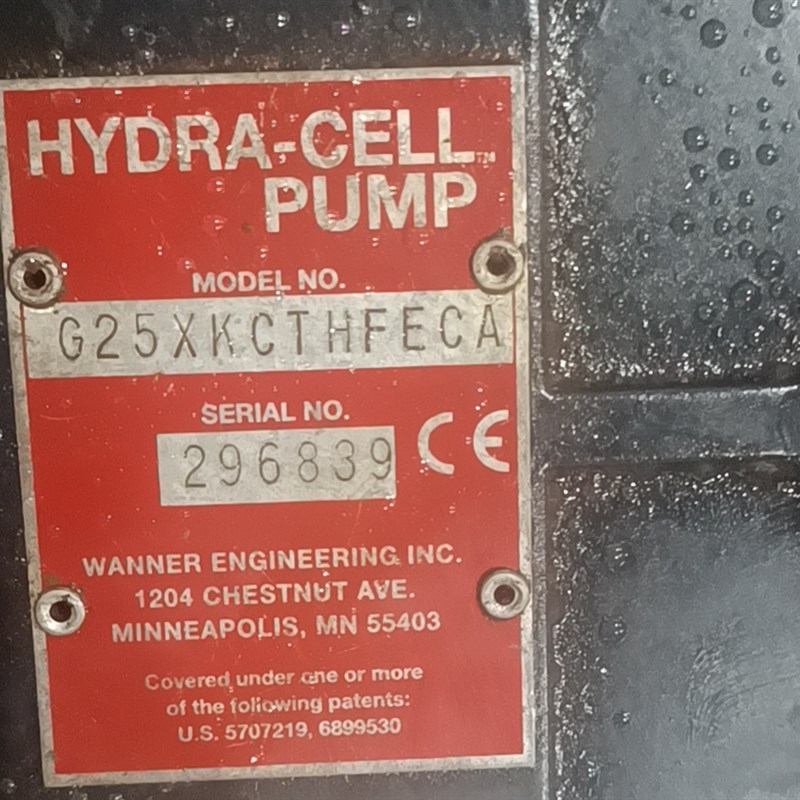 HYDRA-CELL™
PUMP
MODEL NO.
G25XKCTHFECA
SERIAL NO.
296839 CE
WANNER ENGINEERING INC.
1204 CHESTNUT AVE.
MINNEAPOLIS, MN 55403
Covered under one or more
of the following patents:
U.S. 5707219, 6899530